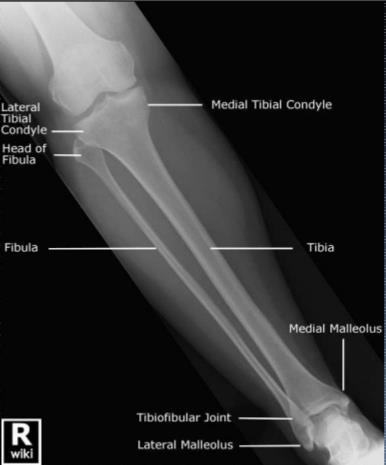 Medial Tibial Condyle
Lateral
Tibial
Condyle
Head of
Fibula
Fibula
Tibia
Medial Malleolus
Tibiofibular Joint
Lateral Malleolus
R
wiki